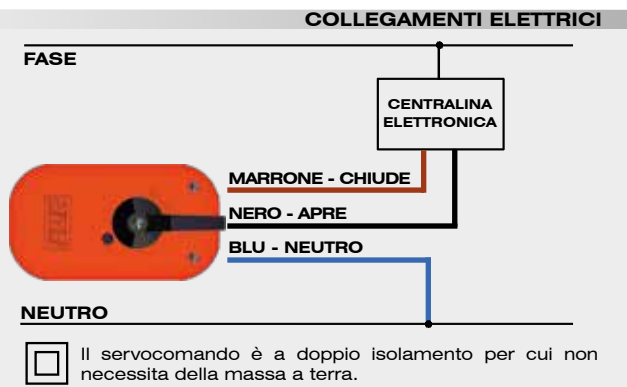 COLLEGAMENTI ELETTRICI
FASE
CENTRALINA
ELETTRONICA
MARRONE - CHIUDE
NERO - APRE
BLU - NEUTRO
NEUTRO
Il servocomando è a doppio isolamento per cui non
necessita della massa a terra.